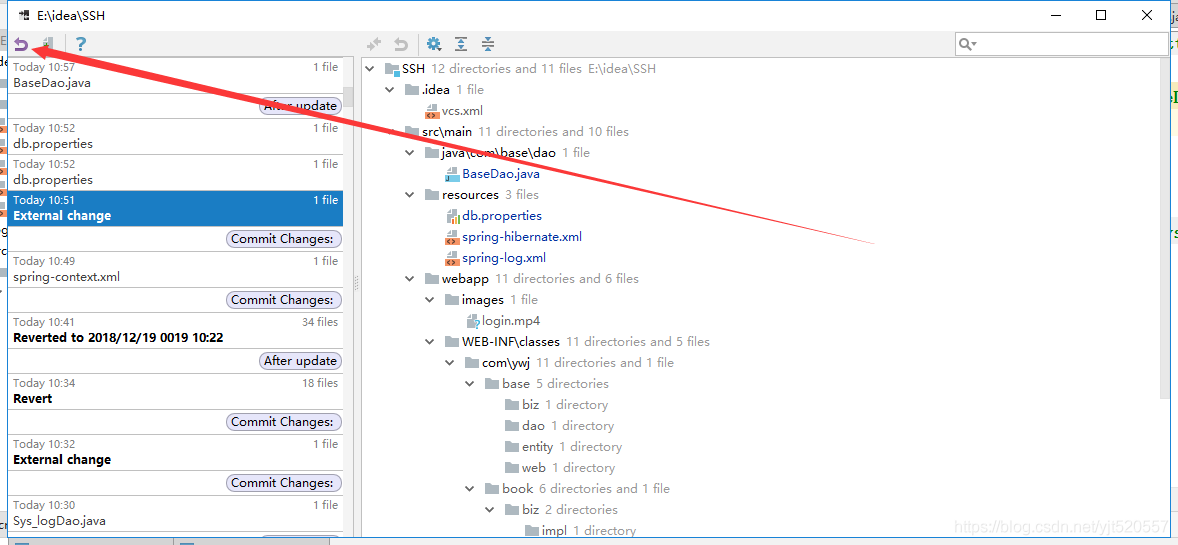 E:\idea\SSH
?
Today 10:57 1 file
BaseDao.java
After update
Today 10:52 1 file
db.properties
Today 10:52 1 file
db.properties
Today 10:51 1 file
External change
Commit Changes:
Today 10:49 1 file
spring-context.xml
Commit Changes:
Today 10:41 34 files
Reverted to 2018/12/19 0019 10:22
After update
Today 10:34 18 files
Revert
Commit Changes:
Today 10:32 1 file
External change
Commit Changes:
Today 10:30 1 file
Sys_logDao.java
SSH 12 directories and 11 files E:\idea\SSH
.idea 1 file
vcs.xml
src\main 11 directories and 10 files
java\com\base\dao 1 file
BaseDao.java
resources 3 files
db.properties
spring-hibernate.xml
spring-log.xml
webapp 11 directories and 6 files
images 1 file
login.mp4
WEB-INF\classes 11 directories and 5 files
com\ywj 11 directories and 1 file
base 5 directories
biz 1 directory
dao 1 directory
entity 1 directory
web 1 directory
book 6 directories and 1 file
biz 2 directories
impl 1 directory
https://blog.csdn.net/yjt520557